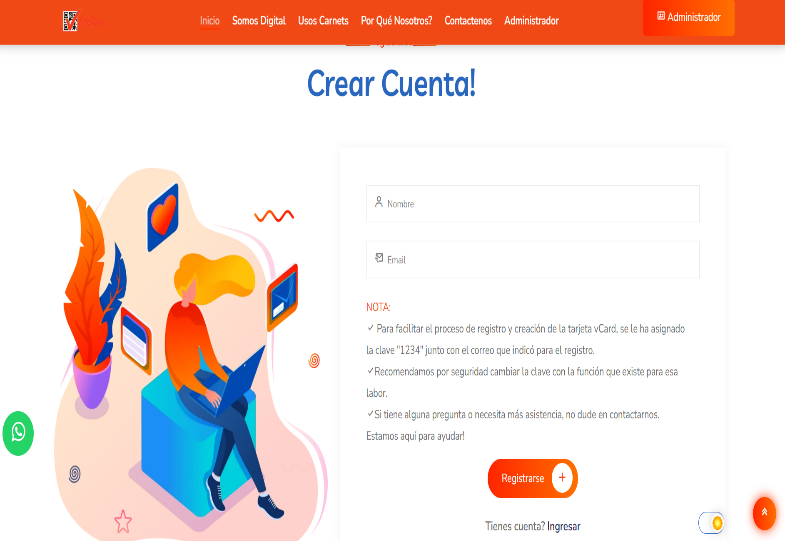 Inicio Somos Digital Usos Carnets Por Qué Nosotros? Contactenos Administrador Administrador
Crear Cuenta!
Nombre
Email
NOTA:
✓ Para facilitar el proceso de registro y creación de la tarjeta vCard, se le ha asignado
la clave "1234" junto con el correo que indicó para el registro.
✓Recomendamos por seguridad cambiar la clave con la función que existe para esa
labor.
✓Si tiene alguna pregunta o necesita más asistencia, no dude en contactarnos.
Estamos aquí para ayudar!
Registrarse +
Tienes cuenta? Ingresar